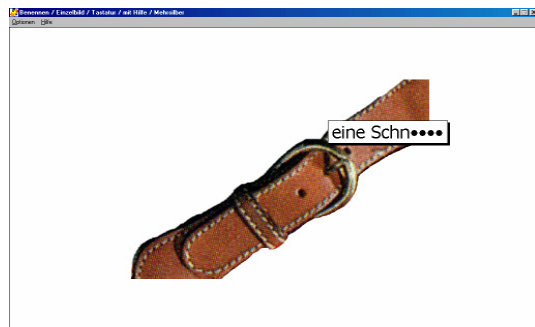 Benennen / Einzelbild / Tastatur / mit Hilfe / Mehrsilber
Optionen Hilfe
eine Schn●●●●